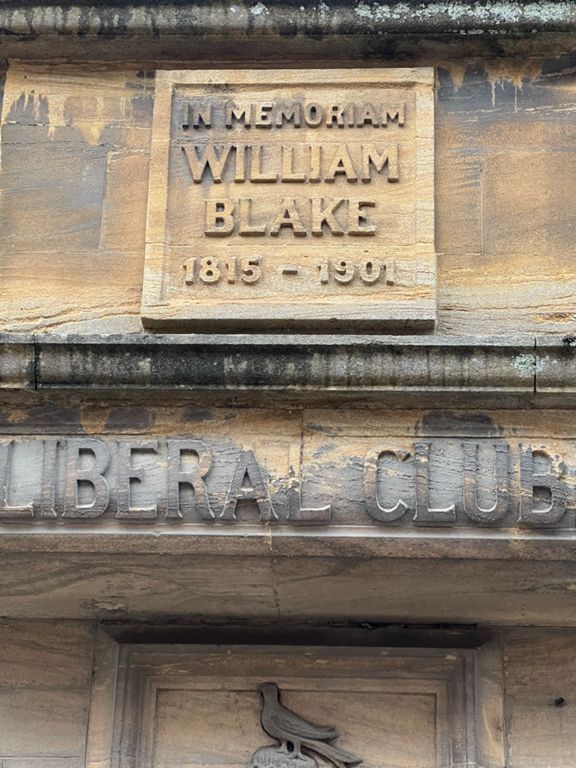 IN MEMORIAM
WILLIAM
BLAKE
1815 - 1901
LIBERAL CLUB